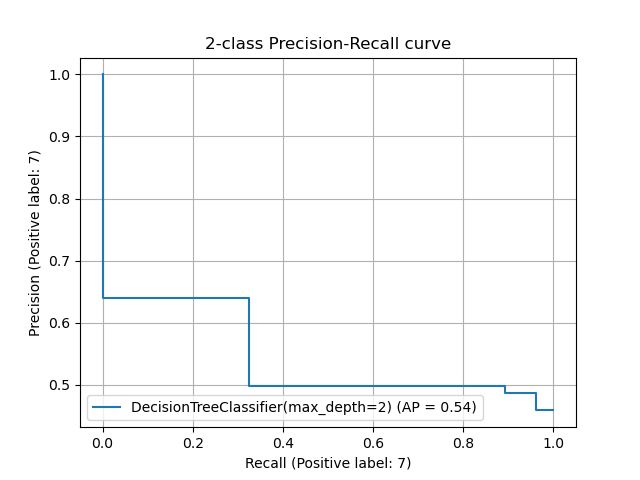 2-class Precision-Recall curve
Precision (Positive label: 7)
1.0
0.9
0.8
0.7
0.6
0.5
DecisionTreeClassifier(max_depth=2) (AP = 0.54)
0.0 0.2 0.4 0.6 0.8 1.0
Recall (Positive label: 7)